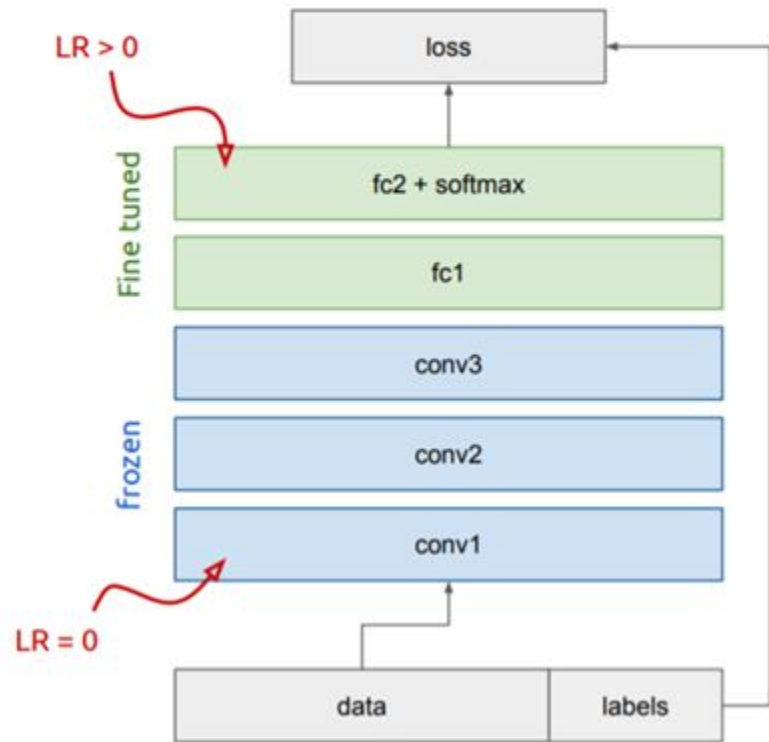 LR > 0
loss
Fine tuned
fc2 + softmax
fc1
frozen
conv3
conv2
conv1
LR = 0
data
labels